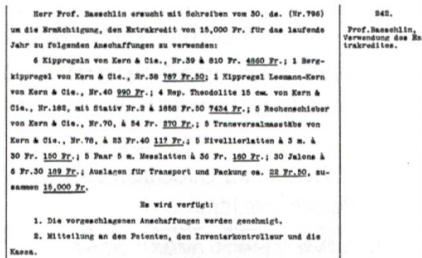 Herr Prof. Baeschlin ersucht mit Schreiben vom 30. ds. (Nr.796)
um die Ermächtigung, den Extrakredit von 15,000 Fr. für das laufende
Jahr zu folgenden Anschaffungen zu verwenden:
6 Kippregeln von Kern & Cie., Nr.39 à 810 Fr. 4860 Fr.; 1 Berg-
kippregel von Kern & Cie., Nr.38 787 Fr.50; 1 Kippregel Leemann-Kern
von Kern & Cie., Nr.40 990 Fr.; 4 Rep. Theodolite 15 cm. von Kern &
Cie., Nr.162, mit Stativ Nr.2 à 1858 Fr.50 7434 Fr.; 5 Rechenschieber
von Kern & Cie., Nr.70, à 54 Fr. 270 Fr.; 5 Transversalmasstäbe von
Kern & Cie., Nr.78, à 23 Fr.40 117 Fr.; 5 Nivellierlatten à 3 m. à
30 Fr. 150 Fr.; 5 Paar 5 m. Messlatten à 36 Fr. 180 Fr.; 30 Jalons à
6 Fr.30 189 Fr.; Auslagen für Transport und Packung ca. 22 Fr.50, zu-
sammen 15,000 Fr.
Es wird verfügt:
1. Die vorgeschlagenen Anschaffungen werden genehmigt.
2. Mitteilung an den Petenten, den Inventarkontrolleur und die
Kassa.
242.
Prof.Baeschlin,
Verwendung des Ex
trakredites.